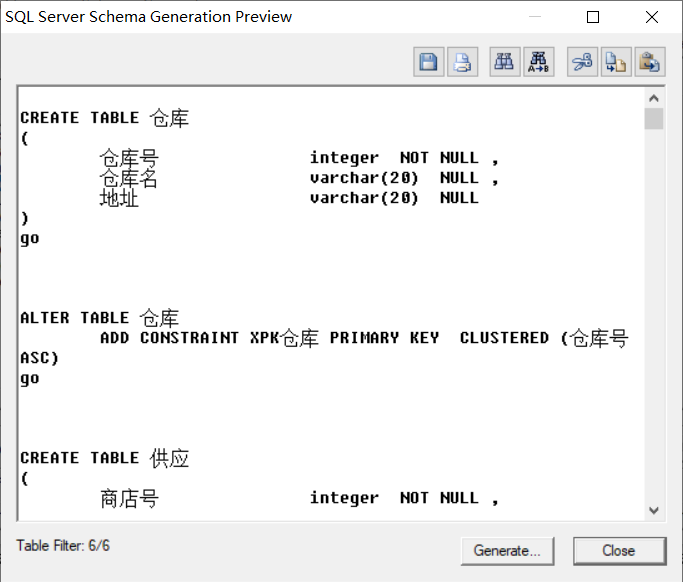 SQL Server Schema Generation Preview
A→B
CREATE TABLE 仓库
(
仓库号 integer NOT NULL ,
仓库名 varchar(20) NULL ,
地址 varchar(20) NULL
)
go
ALTER TABLE 仓库
ADD CONSTRAINT XPK仓库 PRIMARY KEY CLUSTERED (仓库号
ASC)
go
CREATE TABLE 供应
(
商店号 integer NOT NULL ,
Table Filter: 6/6
Generate...
Close